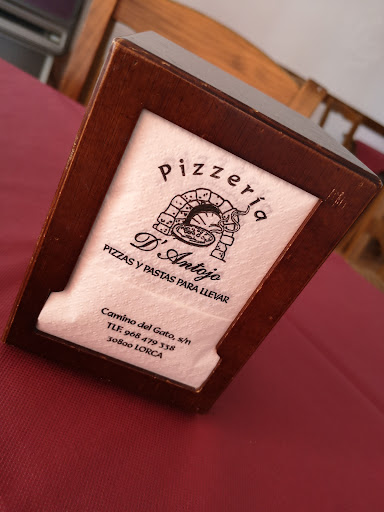 Pizzería
D' Antojo
PIZZAS Y PASTAS PARA LLEVAR
Camino del Gato, s/n
TLF. 968 479 338
30800 LORCA